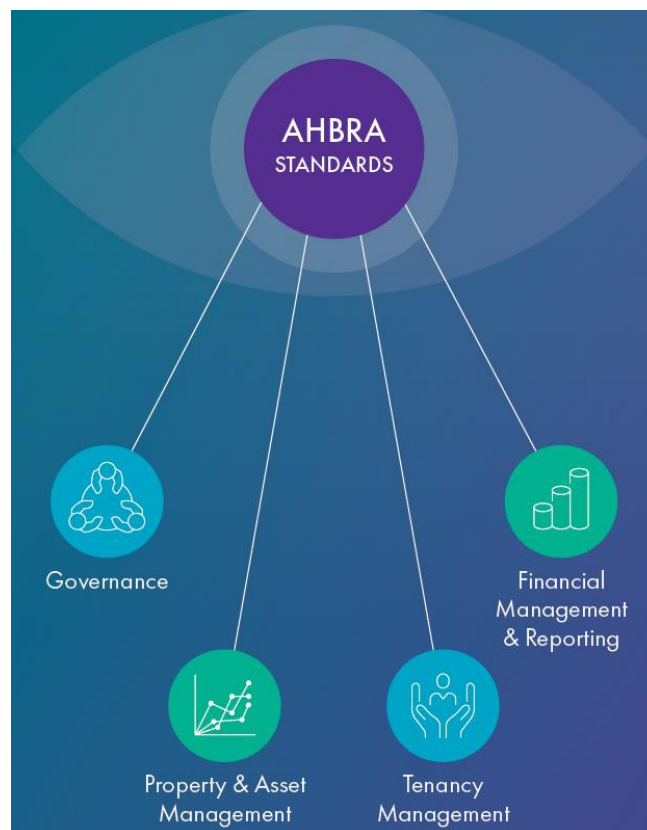 AHBRA
STANDARDS
Governance
Financial
Management
& Reporting
Property & Asset
Management
Tenancy
Management